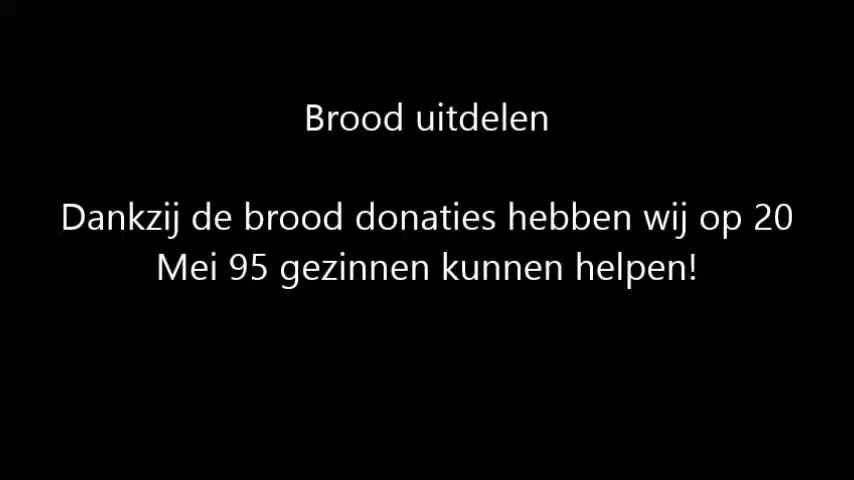 Brood uitdelen
Dankzij de brood donaties hebben wij op 20
Mei 95 gezinnen kunnen helpen!